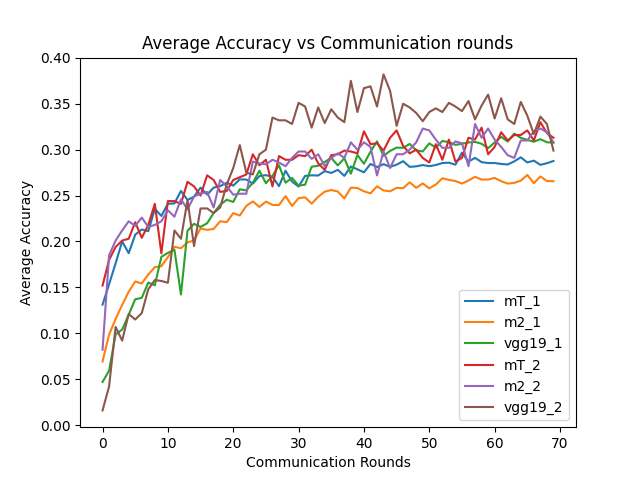 Average Accuracy vs Communication rounds
0.40
0.35
0.30
0.25
0.20
0.15
0.10
0.05
0.00
Average Accuracy
mT_1
m2_1
vgg19_1
mT_2
m2_2
vgg19_2
0 10 20 30 40 50 60 70
Communication Rounds